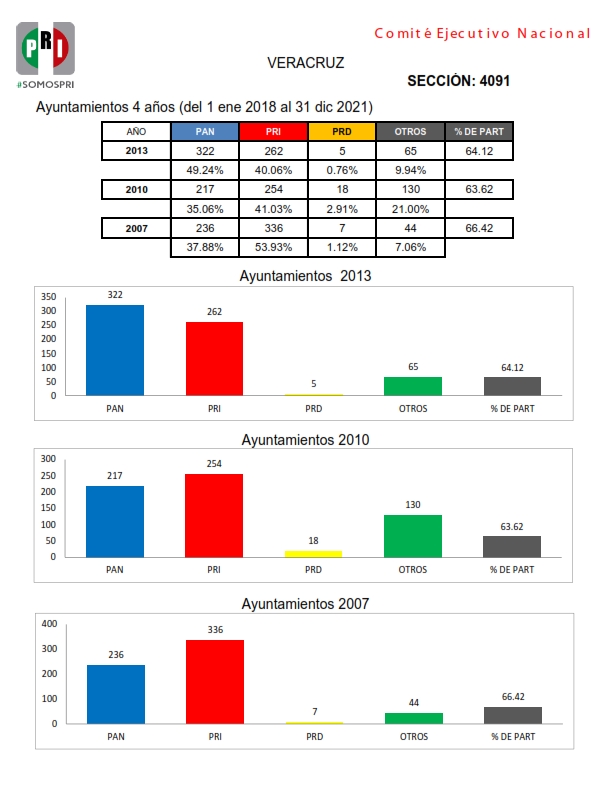 Comité Ejecutivo Nacional
PRI
#SOMOSPRI
VERACRUZ
SECCIÓN: 4091
Ayuntamientos 4 años (del 1 ene 2018 al 31 dic 2021)
AÑO PAN PRI PRD OTROS % DE PART
2013 322 262 5 65 64.12
49.24% 40.06% 0.76% 9.94%
2010 217 254 18 130 63.62
35.06% 41.03% 2.91% 21.00%
2007 236 336 7 44 66.42
37.88% 53.93% 1.12% 7.06%
Ayuntamientos 2013
350
300
250
200
150
100
50
0
322
262
5
65
64.12
PAN PRI PRD OTROS % DE PART
Ayuntamientos 2010
300
250
200
150
100
50
0
217
254
18
130
63.62
PAN PRI PRD OTROS % DE PART
Ayuntamientos 2007
400
300
200
100
0
236
336
7
44
66.42
PAN PRI PRD OTROS % DE PART